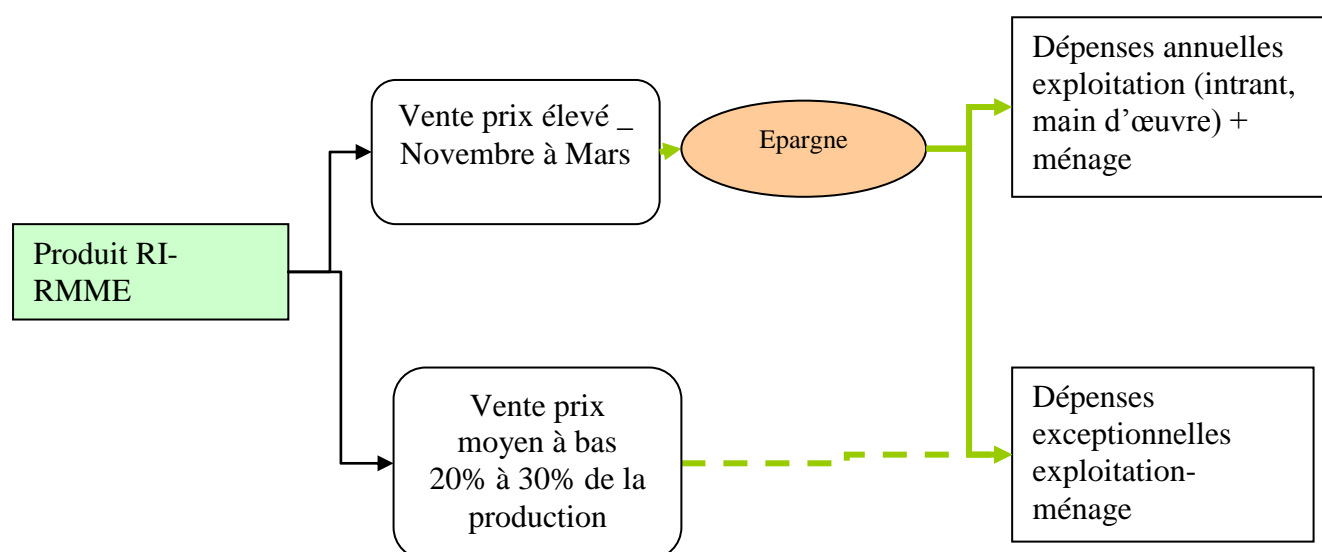 Produit RI-
RMME
Vente prix élevé _
Novembre à Mars
Epargne
Dépenses annuelles
exploitation (intrant,
main d’œuvre) +
ménage
Vente prix
moyen à bas
20% à 30% de la
production
Dépenses
exceptionnelles
exploitation-
ménage